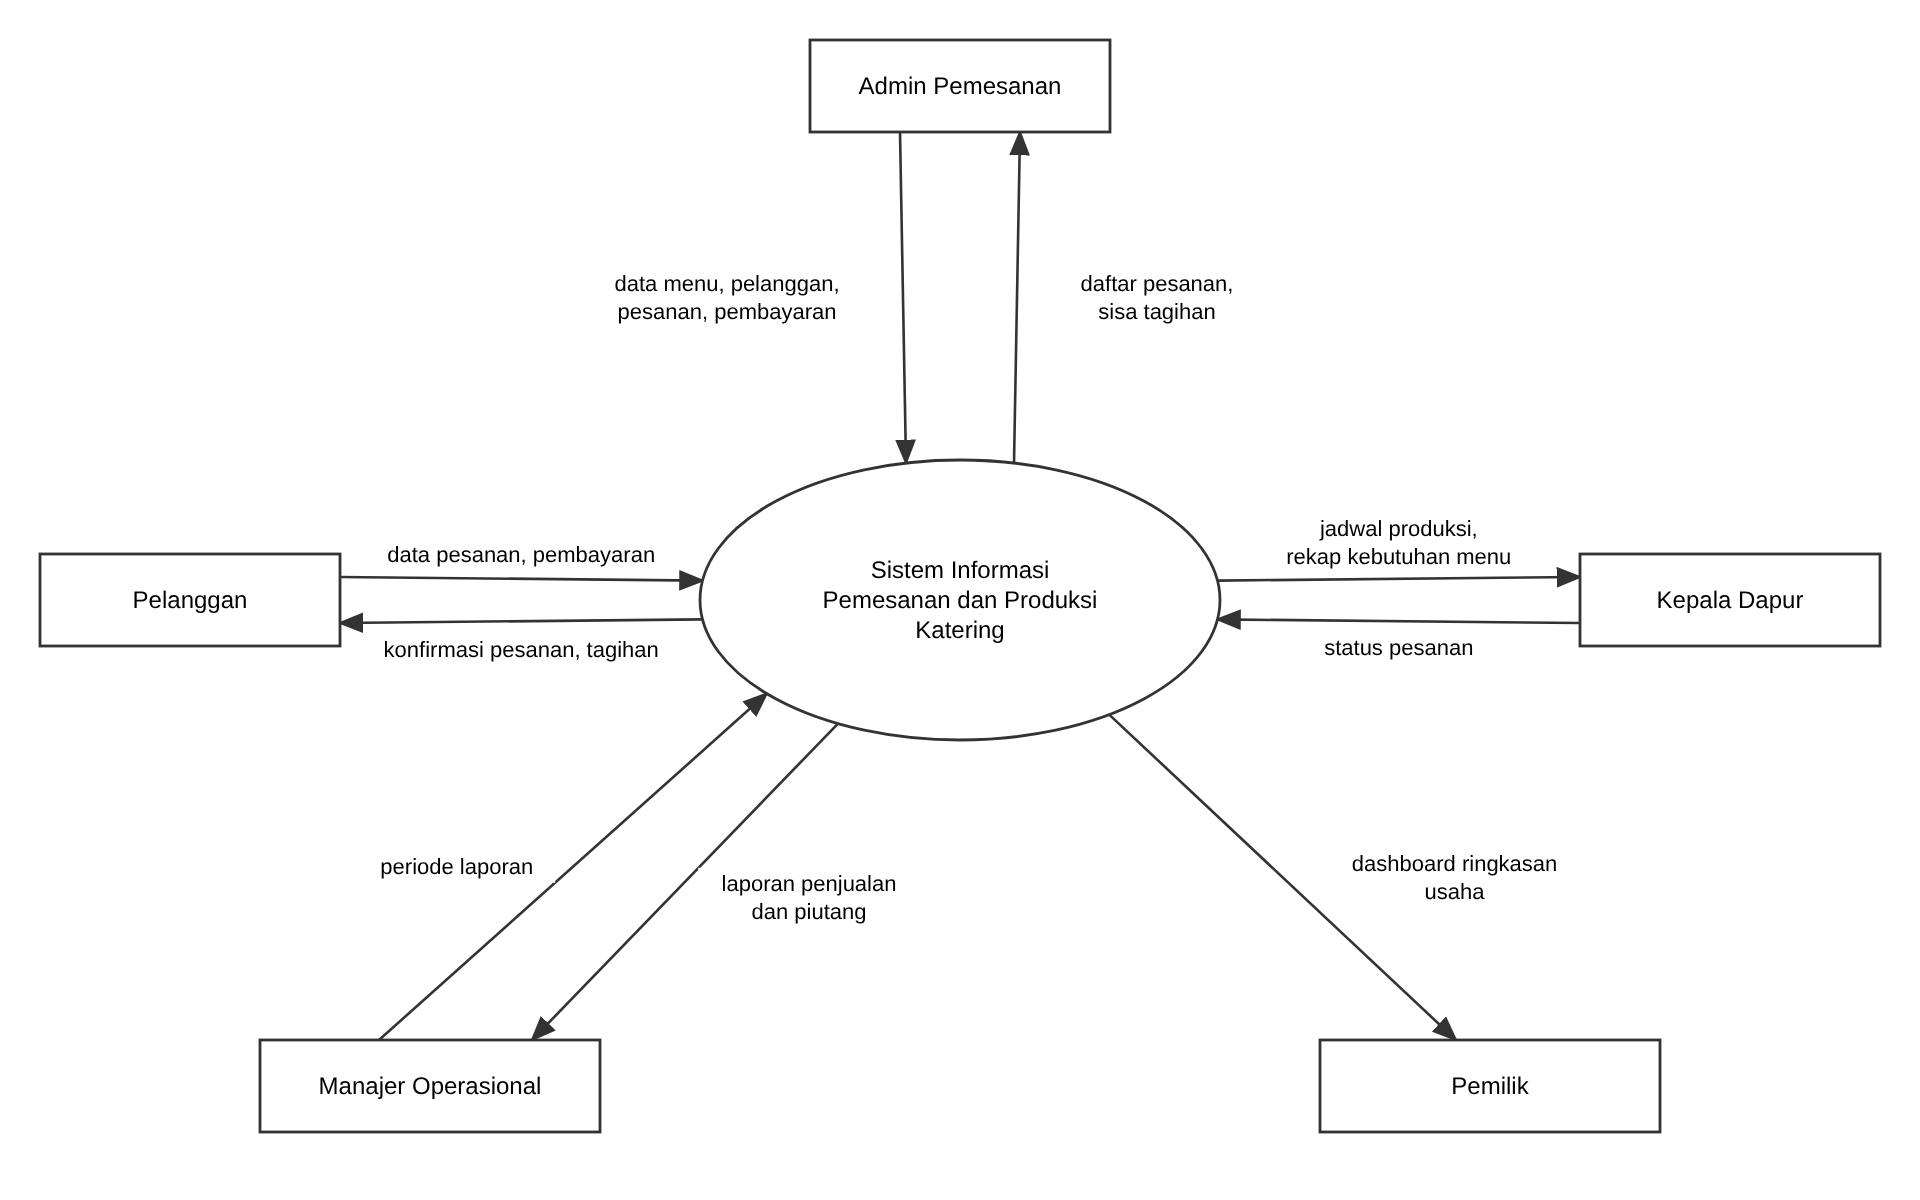 Admin Pemesanan
data menu, pelanggan,
pesanan, pembayaran
daftar pesanan,
sisa tagihan
jadwal produksi,
rekap kebutuhan menu
data pesanan, pembayaran
Sistem Informasi
Pemesanan dan Produksi
Katering
Pelanggan
Kepala Dapur
konfirmasi pesanan, tagihan
status pesanan
periode laporan
laporan penjualan
dan piutang
dashboard ringkasan
usaha
Manajer Operasional
Pemilik